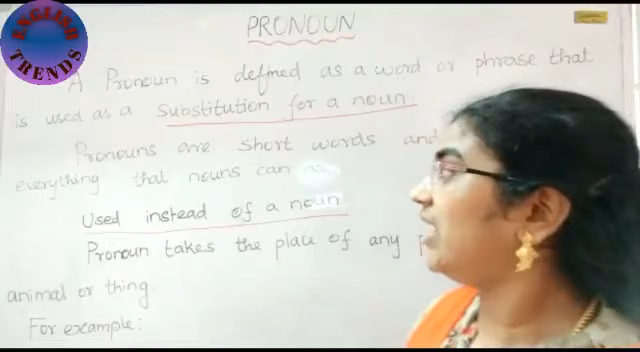 ENGLISH
TRENDS
PRONOUN
A Pronoun is defined as a word or phrase that
is used as a substitution for a noun.
Pronouns are short words and
everything that nouns can
Used instead of a noun
Pronoun takes the place of any
animal or thing.
For example: